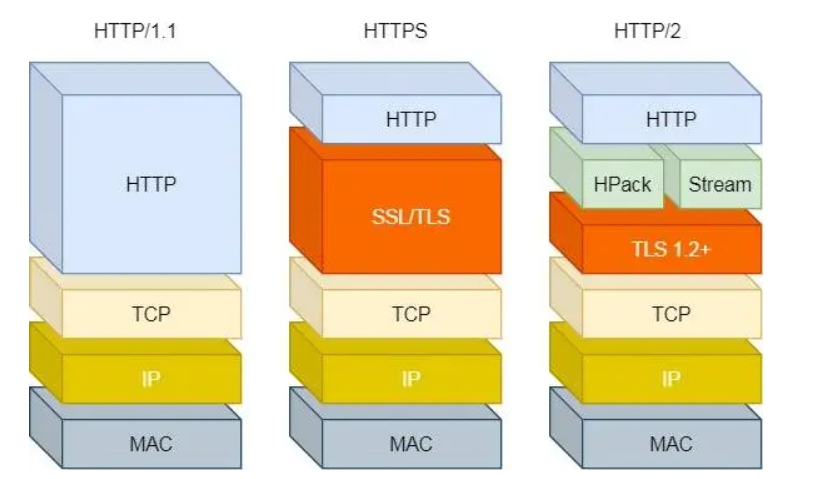 HTTP/1.1
HTTP
TCP
IP
MAC
HTTPS
HTTP
SSL/TLS
TCP
IP
MAC
HTTP/2
HTTP
HPack
Stream
TLS 1.2+
TCP
IP
MAC